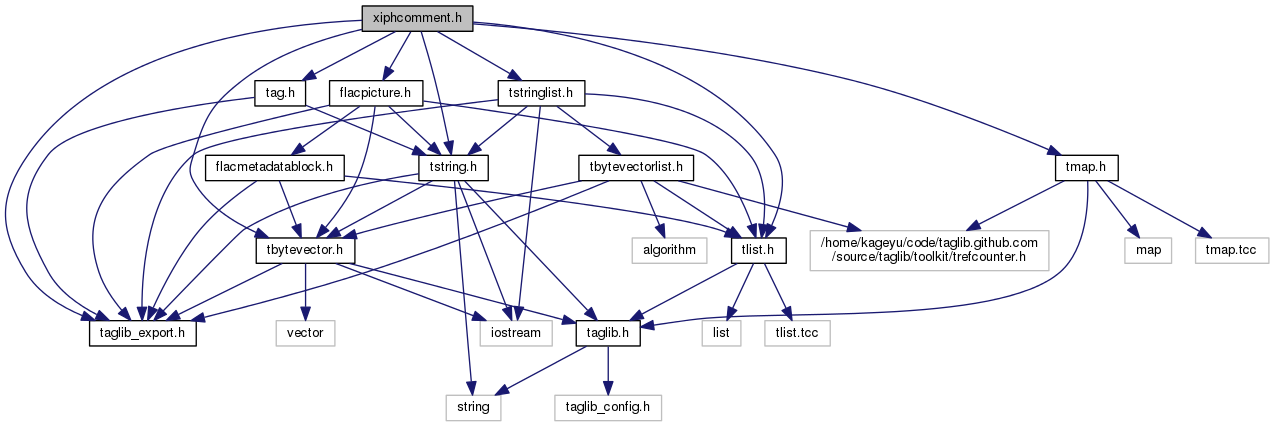 xiphcomment.h
tag.h
flacpicture.h
tstringlist.h
flacmetadatablock.h
tstring.h
tbytevectorlist.h
tmap.h
tbytevector.h
algorithm
tlist.h
/home/kageyu/code/taglib.github.com
/source/taglib/toolkit/trefcounter.h
map
tmap.tcc
taglib_export.h
vector
iostream
taglib.h
list
tlist.tcc
string
taglib_config.h